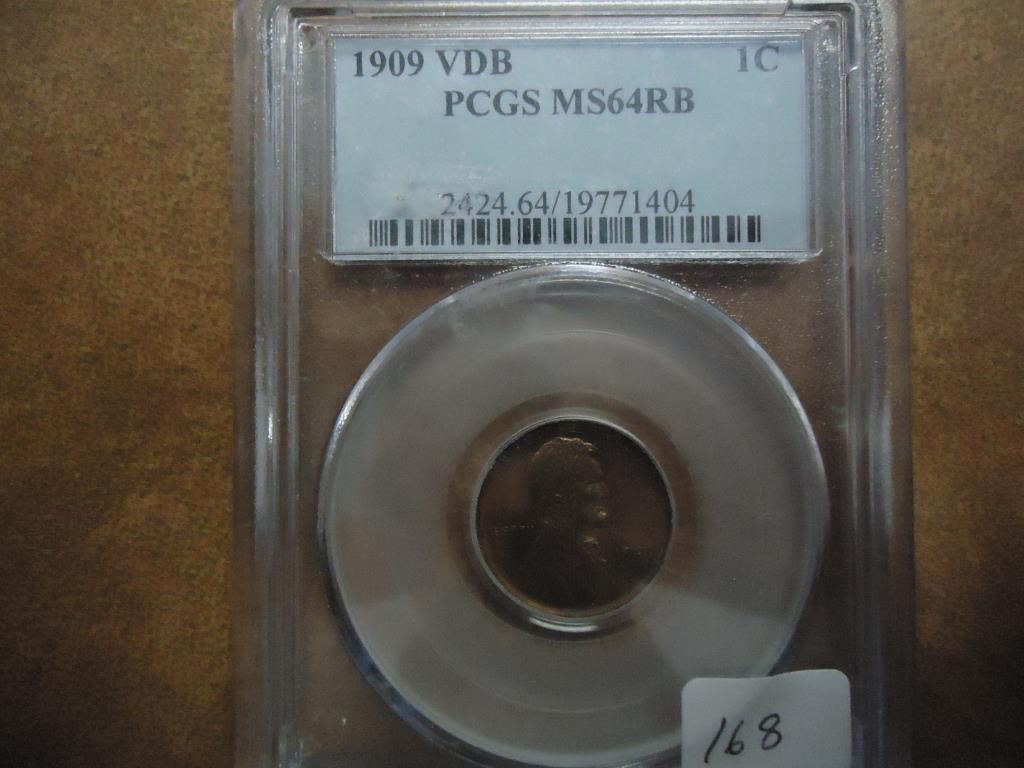 1909 VDB 1C
PCGS MS64RB
2424.64/19771404
168